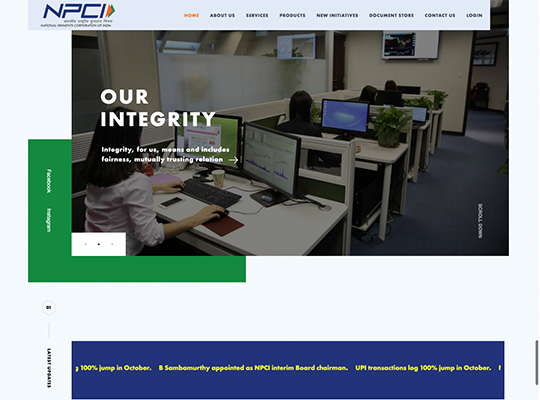 NPCI
भारतीय राष्ट्रीय भुगतान निगम
NATIONAL PAYMENTS CORPORATION OF INDIA
HOME ABOUT US SERVICES PRODUCTS NEW INITIATIVES DOCUMENT STORE CONTACT US LOGIN
OUR
INTEGRITY
Integrity, for us, means and includes
fairness, mutually trusting relation
Facebook
Instagram
SCROLL DOWN
01
LATEST UPDATES
g 100% jump in October. B Sambamurthy appointed as NPCI interim Board chairman. UPI transactions log 100% jump in October.